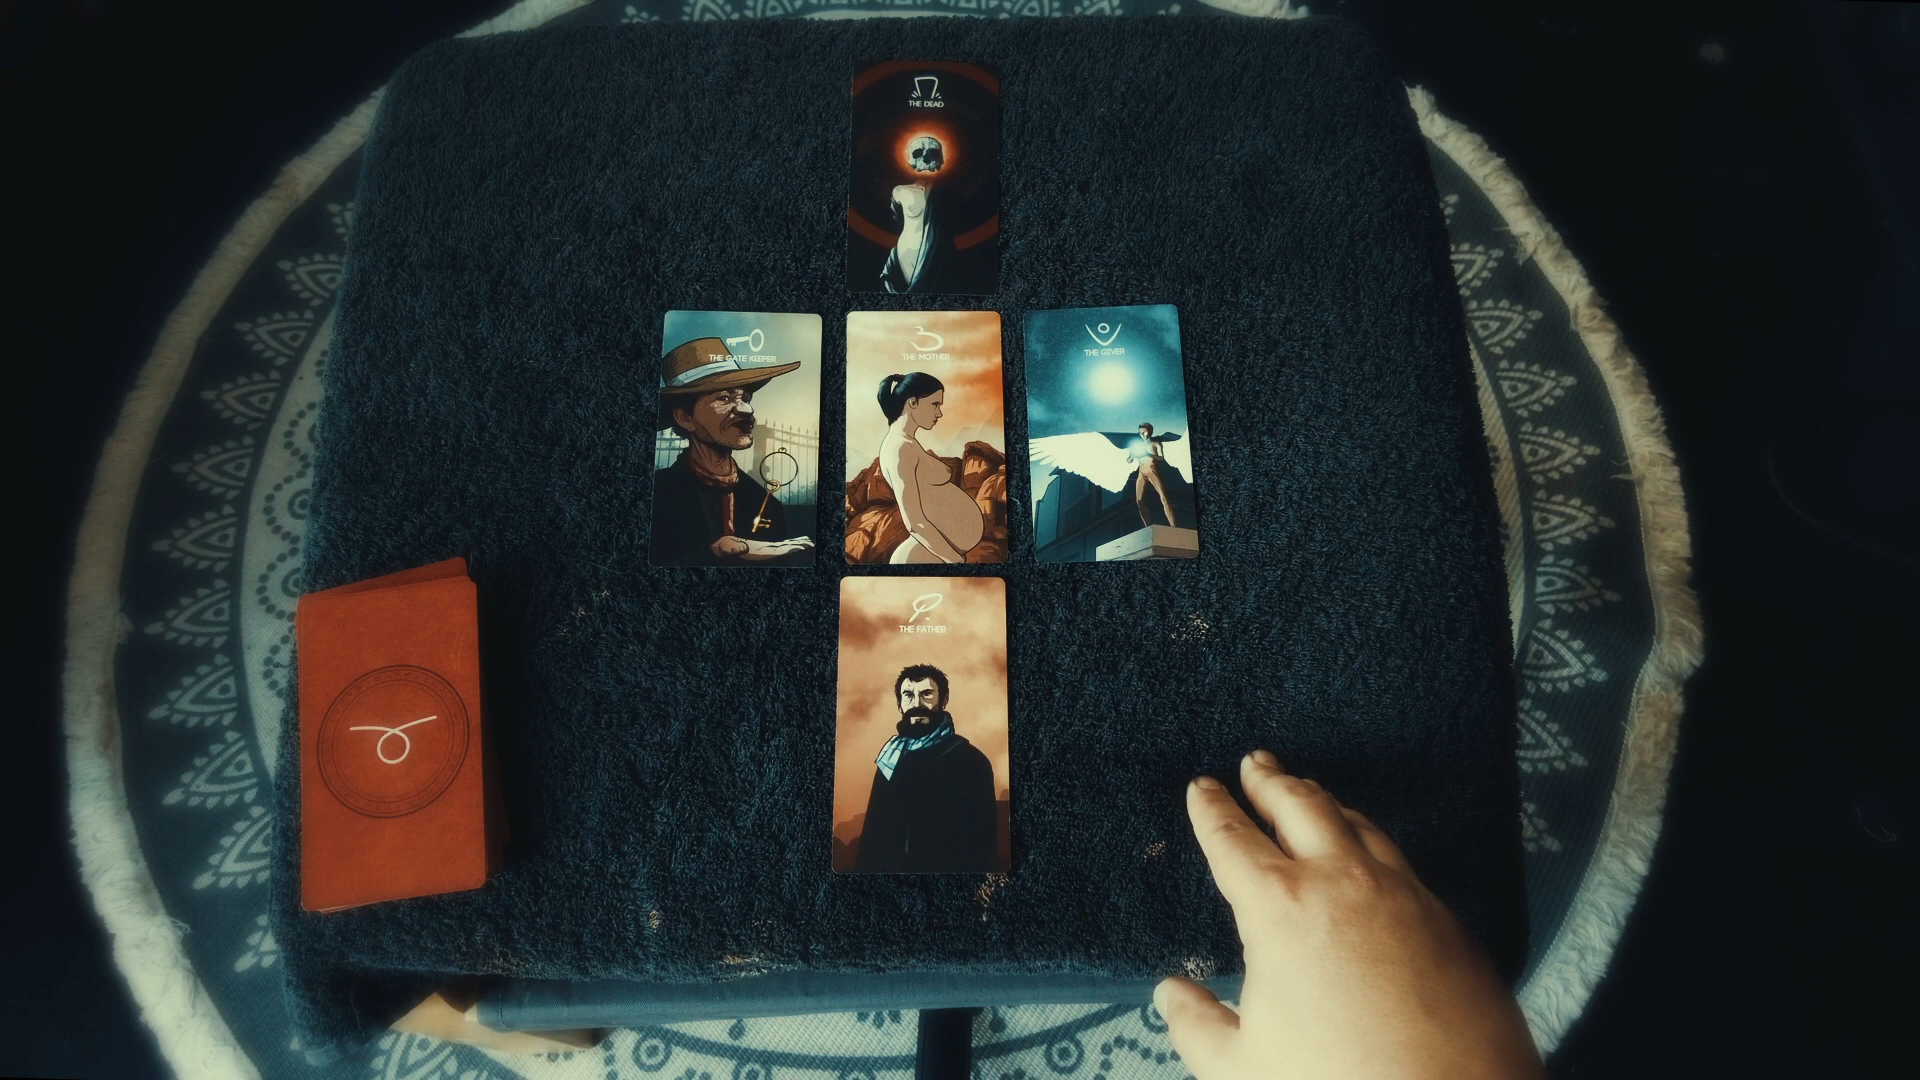 THE DEAD
THE GATE KEEPER
THE MOTHER
THE GIVER
THE FATHER